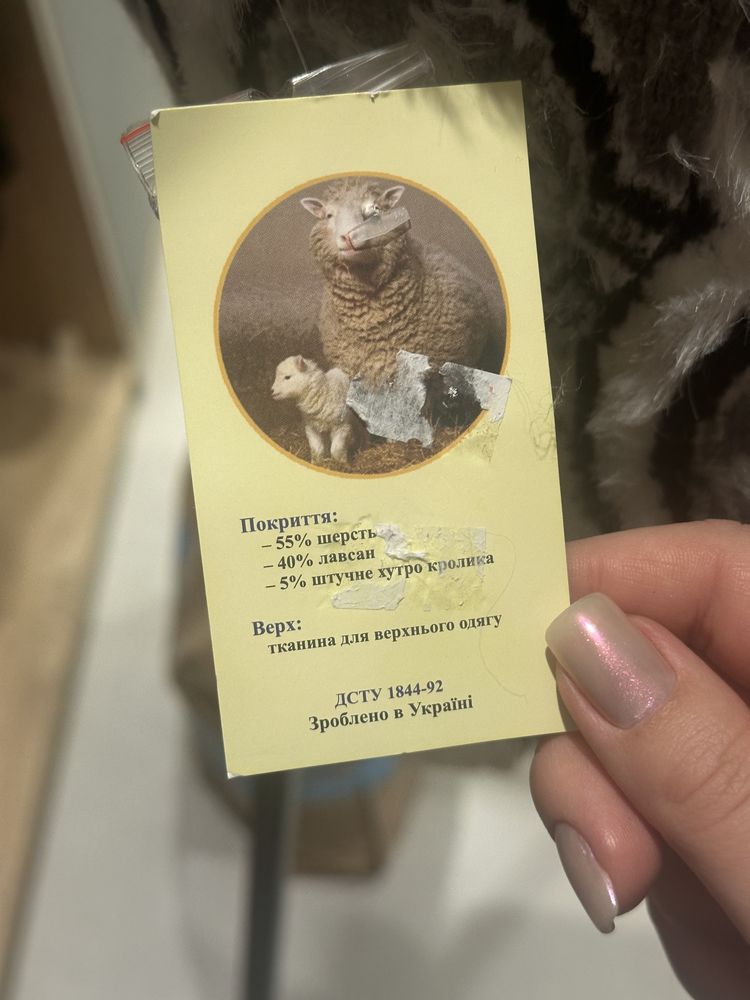 Покриття:
– 55% шерсть
– 40% лавсан
– 5% штучне хутро кролика
Верх:
тканина для верхнього одягу
ДСТУ 1844-92
Зроблено в Україні